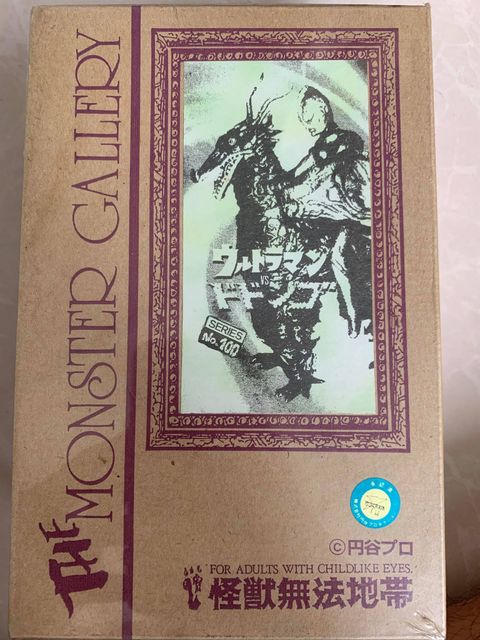 THE MONSTER GALLERY
ウルトラマン
VS
ドドンゴ
SERIES
No.100
©円谷プロ
FOR ADULTS WITH CHILDLIKE EYES.
怪獣無法地帯